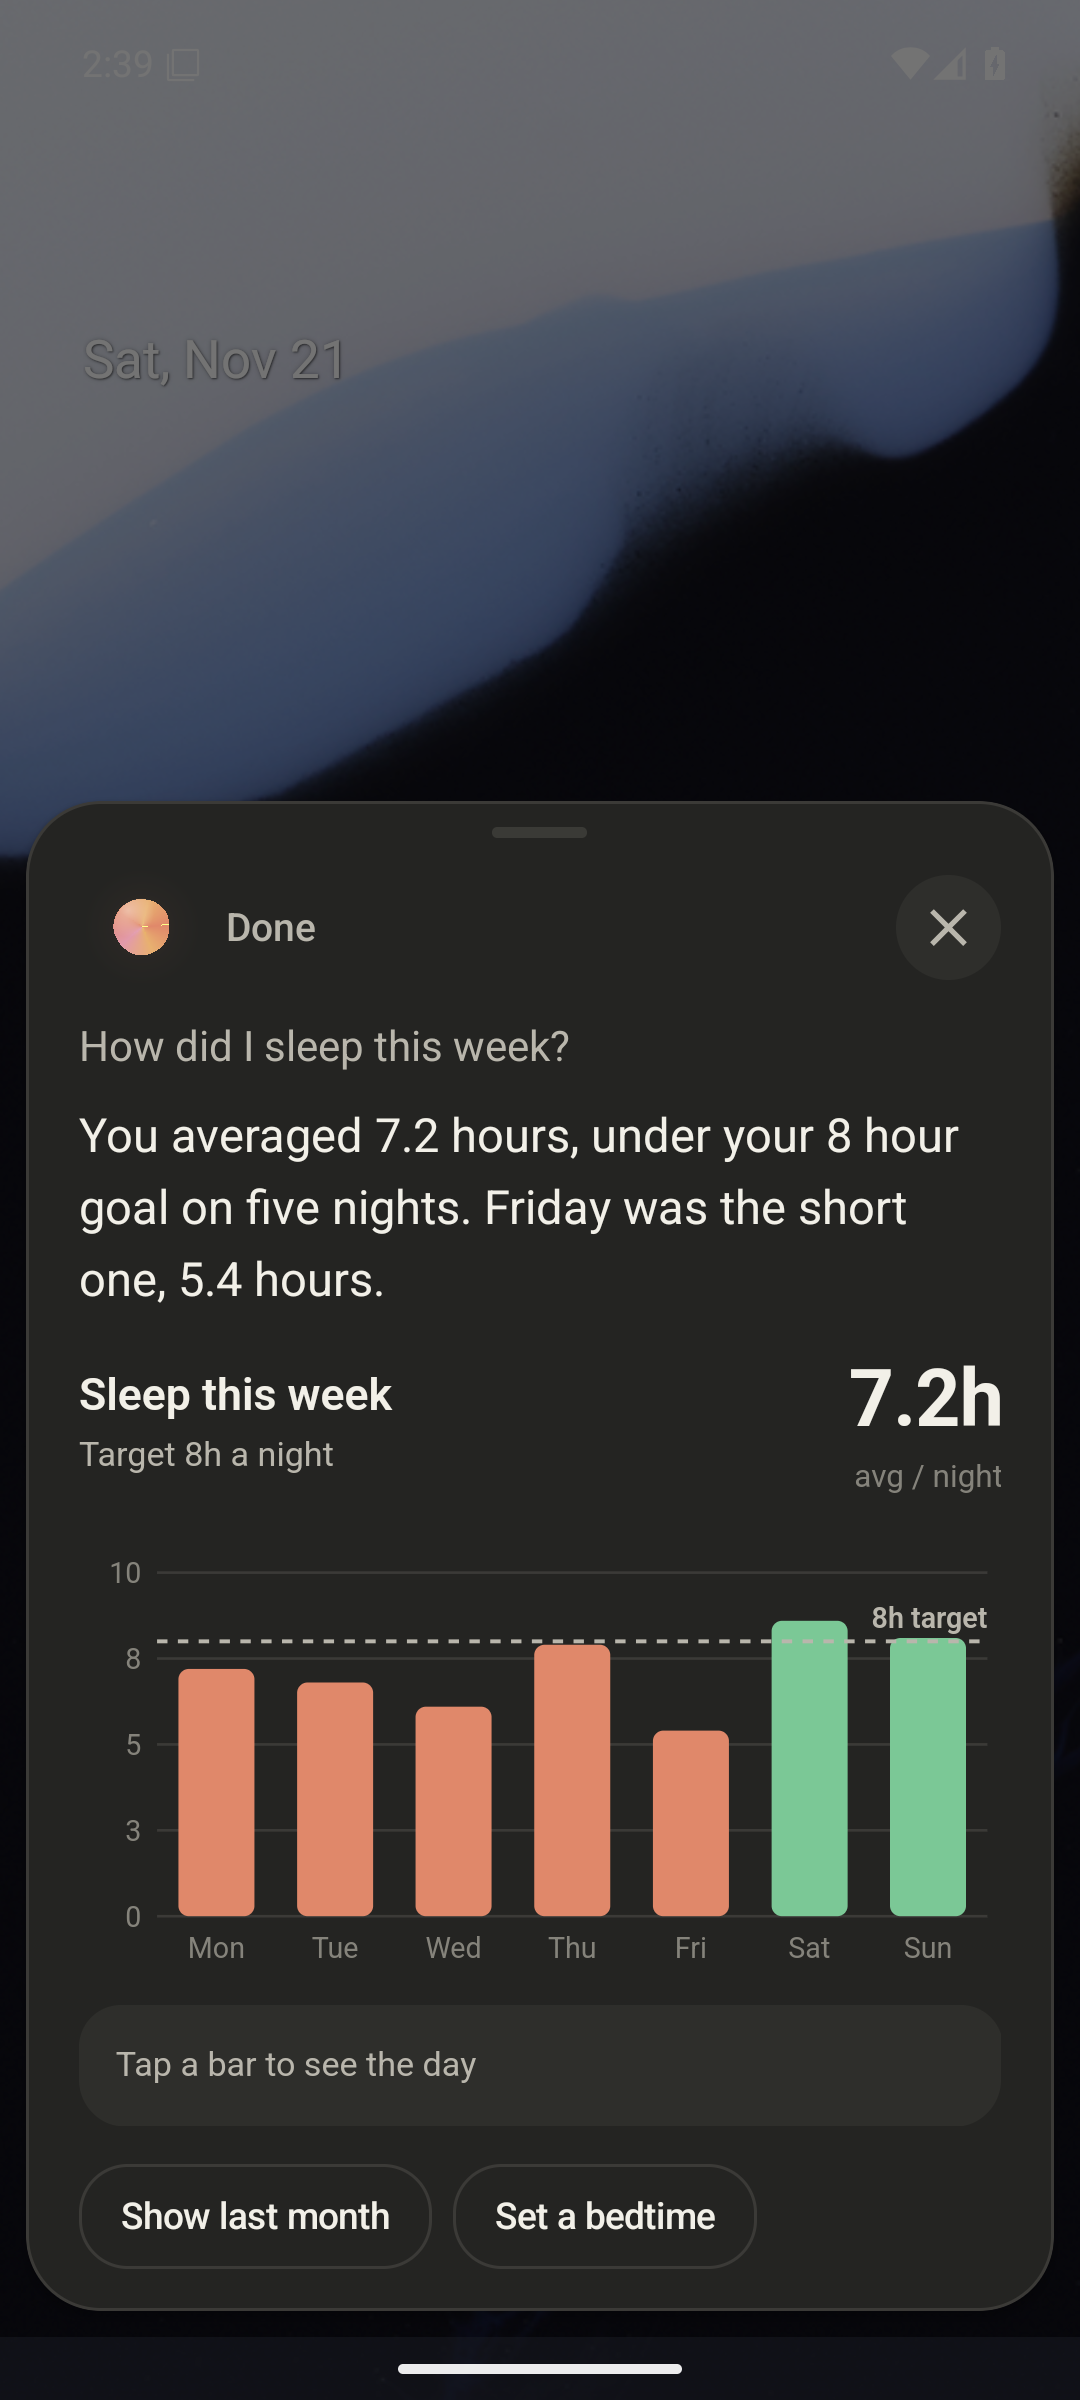 2:39
Sat, Nov 21
Done
How did I sleep this week?
You averaged 7.2 hours, under your 8 hour
goal on five nights. Friday was the short
one, 5.4 hours.
Sleep this week
Target 8h a night
7.2h
avg / night
10
8h target
8
5
3
0
Mon Tue Wed Thu Fri Sat Sun
Tap a bar to see the day
Show last month
Set a bedtime